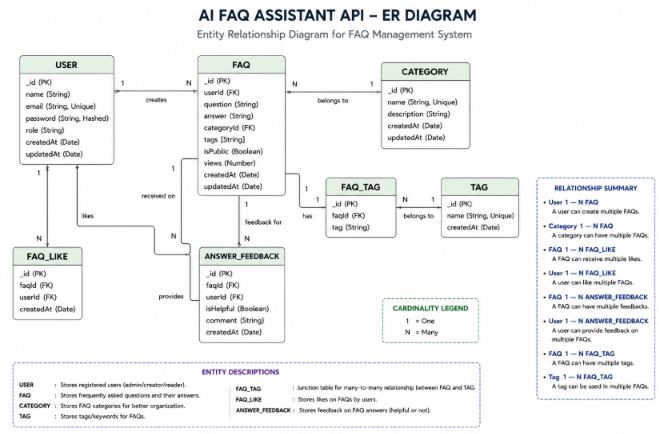 AI FAQ ASSISTANT API – ER DIAGRAM
Entity Relationship Diagram for FAQ Management System
USER
_id (PK)
name (String)
email (String, Unique)
password (String, Hashed)
role (String)
createdAt (Date)
updatedAt (Date)
1
N
creates
FAQ
_id (PK)
userId (FK)
question (String)
answer (String)
categoryId (FK)
tags [String]
isPublic (Boolean)
views (Number)
createdAt (Date)
updatedAt (Date)
N
1
belongs to
CATEGORY
_id (PK)
name (String, Unique)
description (String)
createdAt (Date)
updatedAt (Date)
1
likes
N
received on
N
1
feedback for
N
provides
1
1
has
FAQ_TAG
_id (PK)
faqId (FK)
tag (String)
N
1
belongs to
TAG
_id (PK)
name (String, Unique)
createdAt (Date)
FAQ_LIKE
_id (PK)
faqId (FK)
userId (FK)
createdAt (Date)
ANSWER_FEEDBACK
_id (PK)
faqId (FK)
userId (FK)
isHelpful (Boolean)
comment (String)
createdAt (Date)
CARDINALITY LEGEND
1 = One
N = Many
RELATIONSHIP SUMMARY
• User 1 — N FAQ
A user can create multiple FAQs.
• Category 1 — N FAQ
A category can have multiple FAQs.
• FAQ 1 — N FAQ_LIKE
A FAQ can receive multiple likes.
• User 1 — N FAQ_LIKE
A user can like multiple FAQs.
• FAQ 1 — N ANSWER_FEEDBACK
A FAQ can have multiple feedbacks.
• User 1 — N ANSWER_FEEDBACK
A user can provide feedback on
multiple FAQs.
• FAQ 1 — N FAQ_TAG
A FAQ can have multiple tags.
• Tag 1 — N FAQ_TAG
A tag can be used in multiple FAQs.
ENTITY DESCRIPTIONS
USER : Stores registered users (admin/creator/reader).
FAQ : Stores frequently asked questions and their answers.
CATEGORY : Stores FAQ categories for better organization.
TAG : Stores tags/keywords for FAQs.
FAQ_TAG : Junction table for many-to-many relationship between FAQ and TAG
FAQ_LIKE : Stores likes on FAQs by users.
ANSWER_FEEDBACK : Stores feedback on FAQ answers (helpful or not).